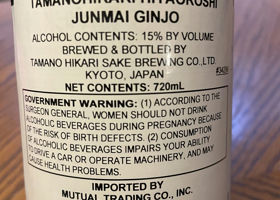 TAMANOHIKARI HIYAOROSHI
JUNMAI GINJO
ALCOHOL CONTENTS: 15% BY VOLUME
BREWED & BOTTLED BY
TAMANO HIKARI SAKE BREWING CO.,LTD.
KYOTO, JAPAN
NET CONTENTS: 720mL
GOVERNMENT WARNING: (1) ACCORDING TO THE
SURGEON GENERAL, WOMEN SHOULD NOT DRINK
ALCOHOLIC BEVERAGES DURING PREGNANCY BECAUSE
OF THE RISK OF BIRTH DEFECTS. (2) CONSUMPTION
OF ALCOHOLIC BEVERAGES IMPAIRS YOUR ABILITY
TO DRIVE A CAR OR OPERATE MACHINERY, AND MAY
CAUSE HEALTH PROBLEMS.
IMPORTED BY
MUTUAL TRADING CO., INC.